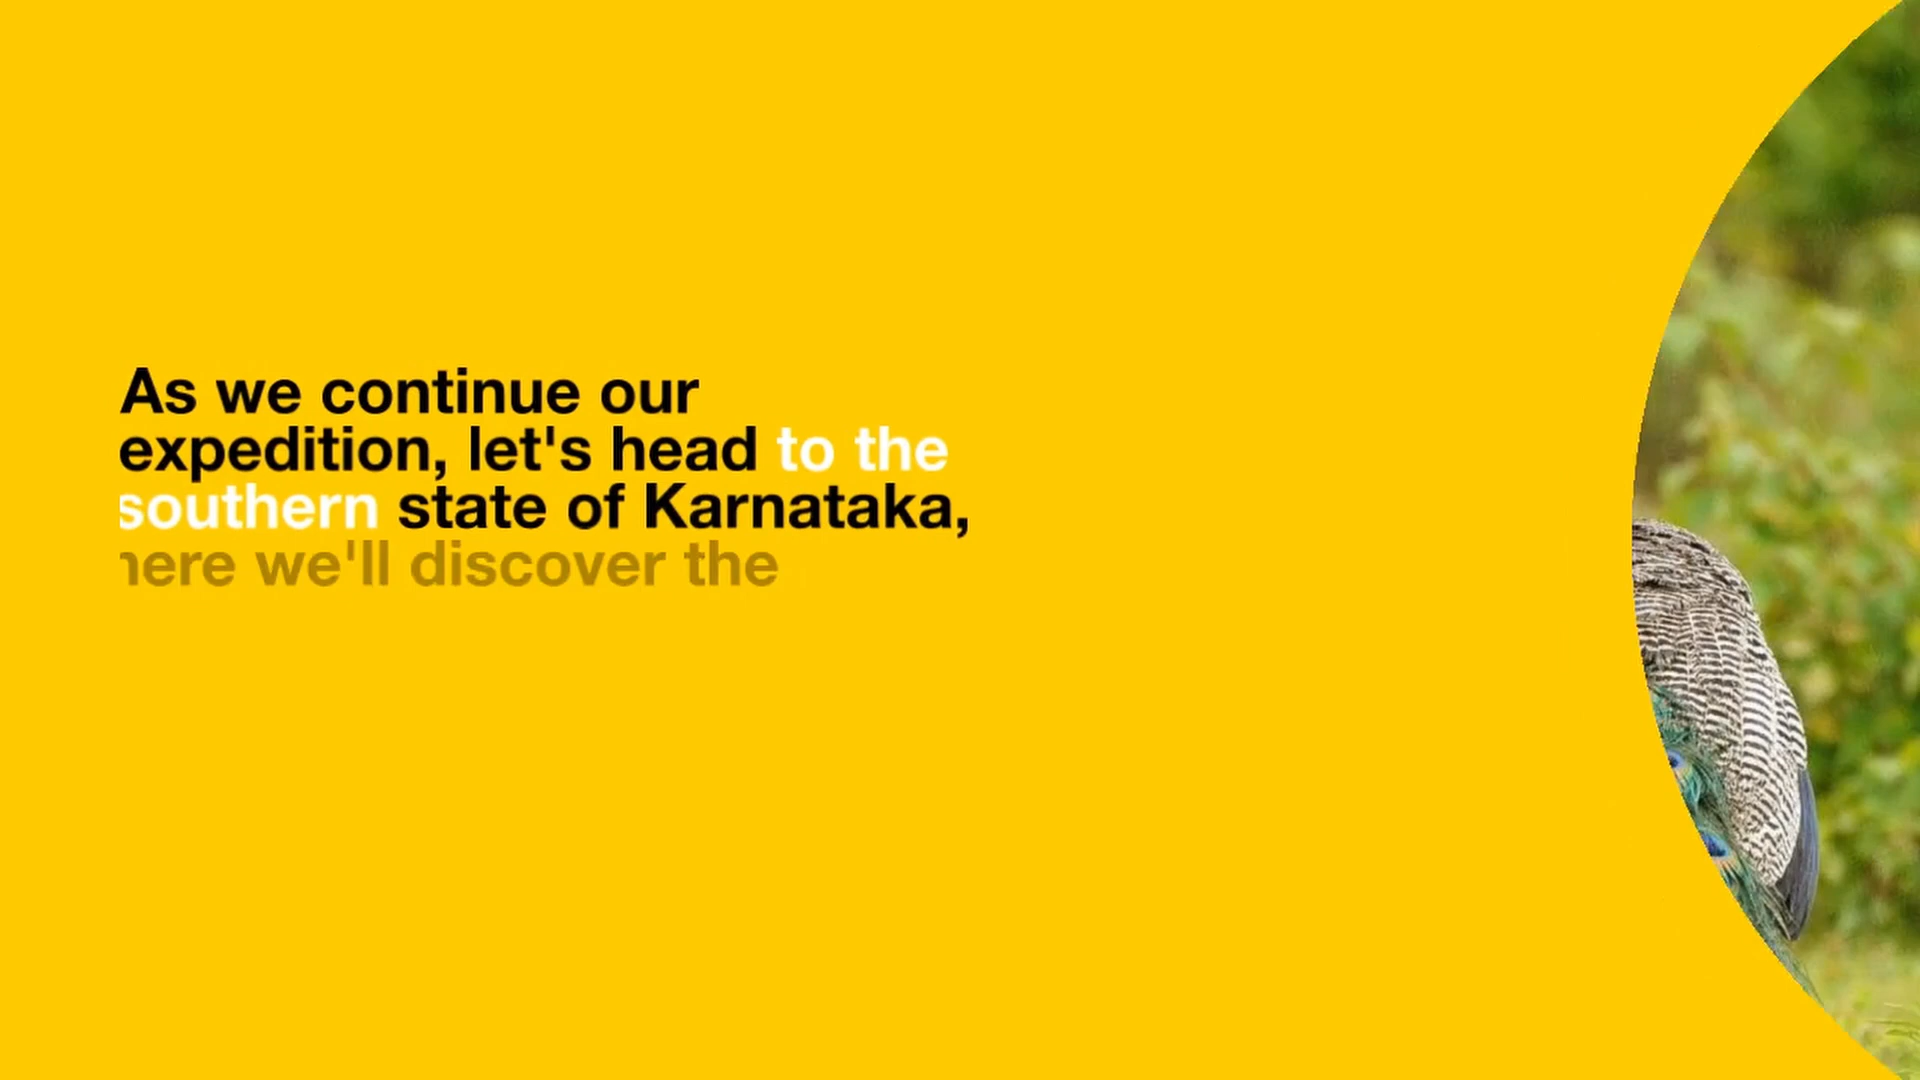 As we continue our
expedition, let's head to the
southern state of Karnataka,
we'll discover the